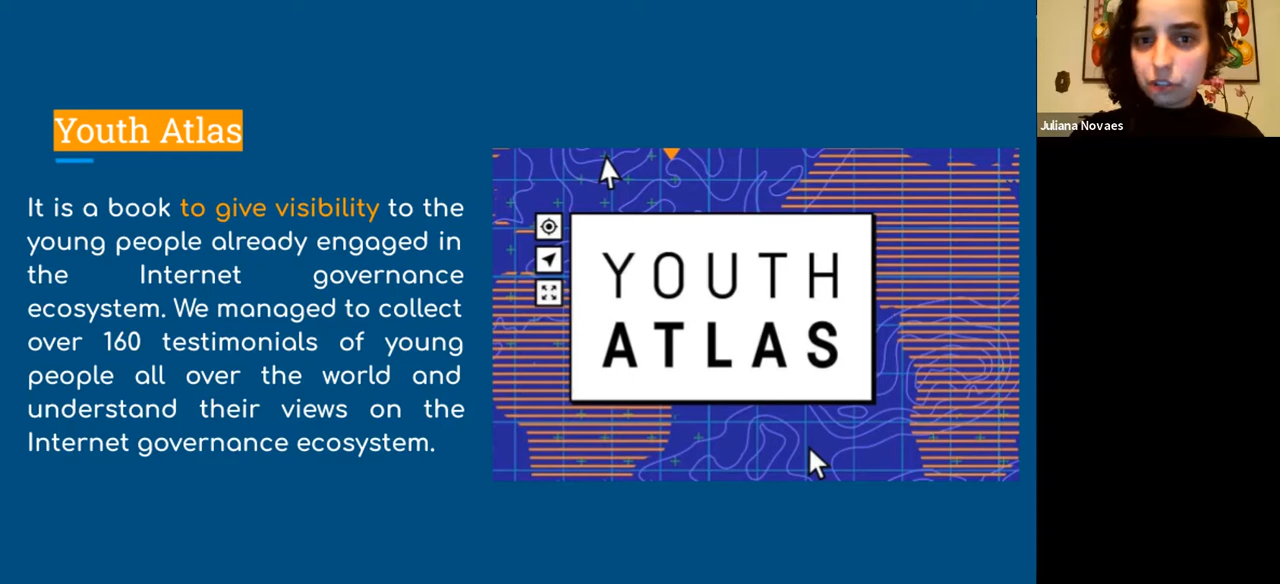 Youth Atlas
It is a book to give visibility to the
young people already engaged in
the Internet governance
ecosystem. We managed to collect
over 160 testimonials of young
people all over the world and
understand their views on the
Internet governance ecosystem.
YOUTH
ATLAS
Juliana Novaes